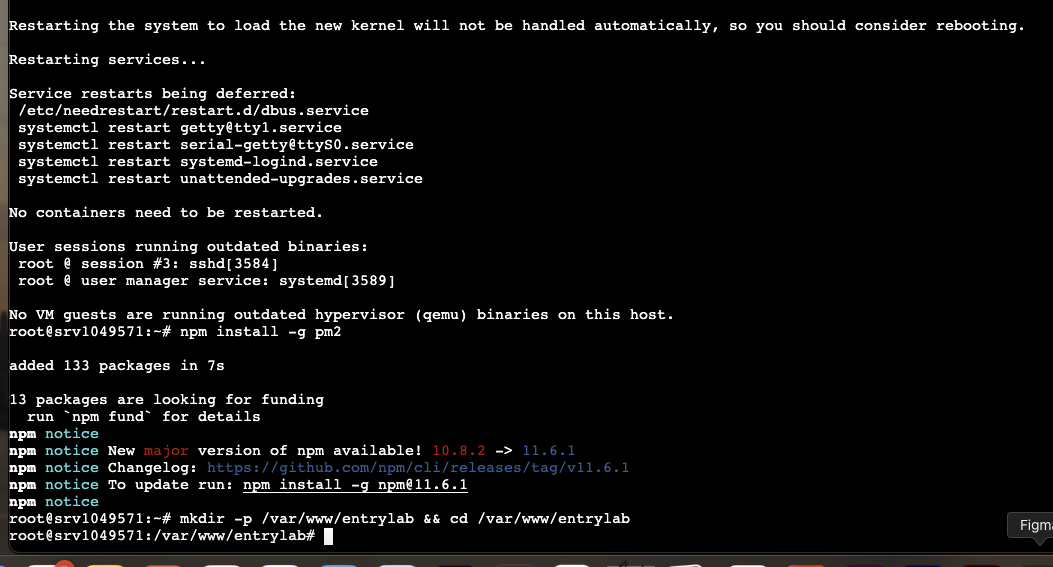 Restarting the system to load the new kernel will not be handled automatically, so you should consider rebooting.
Restarting services...
Service restarts being deferred:
/etc/needrestart/restart.d/dbus.service
systemctl restart getty@tty1.service
systemctl restart serial-getty@ttyS0.service
systemctl restart systemd-logind.service
systemctl restart unattended-upgrades.service
No containers need to be restarted.
User sessions running outdated binaries:
root @ session #3: sshd[3584]
root @ user manager service: systemd[3589]
No VM guests are running outdated hypervisor (qemu) binaries on this host.
root@srv1049571:~# npm install -g pm2
added 133 packages in 7s
13 packages are looking for funding
run `npm fund` for details
npm notice
npm notice New major version of npm available! 10.8.2 -> 11.6.1
npm notice Changelog: https://github.com/npm/cli/releases/tag/v11.6.1
npm notice To update run: npm install -g npm@11.6.1
npm notice
root@srv1049571:~# mkdir -p /var/www/entrylab && cd /var/www/entrylab
root@srv1049571:/var/www/entrylab#